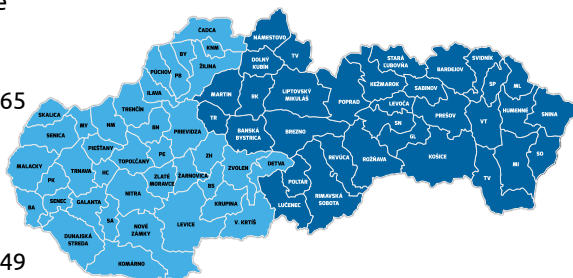 e
65
49
ČADCA
NÁMESTOVO
KNM
BY
TV
ŽILINA
DOLNÝ
KUBÍN
PÚCHOV
PB
ILAVA
MARTIN
RK
LIPTOVSKÝ
MIKULÁŠ
POPRAD
STARÁ
ĽUBOVŇA
KEŽMAROK
BARDEJOV
SVIDNÍK
SP
ML
SABINOV
LEVOČA
HUMENNÉ
SNINA
SKALICA
MY
NM
TRENČÍN
TR
SN
PREŠOV
VT
SENICA
BN
PRIEVIDZA
BANSKÁ
BYSTRICA
BREZNO
GL
PIEŠŤANY
TOPOĽČANY
PE
ZH
REVÚCA
ROŽŇAVA
KOŠICE
MI
SO
MALACKY
TRNAVA
HC
ZLATÉ
MORAVCE
ŽARNOVICA
ZVOLEN
DETVA
TV
PK
BS
POLTÁR
NITRA
SENEC
GALANTA
KRUPINA
LUČENEC
RIMAVSKÁ
SOBOTA
BA
SA
NOVÉ
ZÁMKY
LEVICE
V. KRTÍŠ
DUNAJSKÁ
STREDA
KOMÁRNO